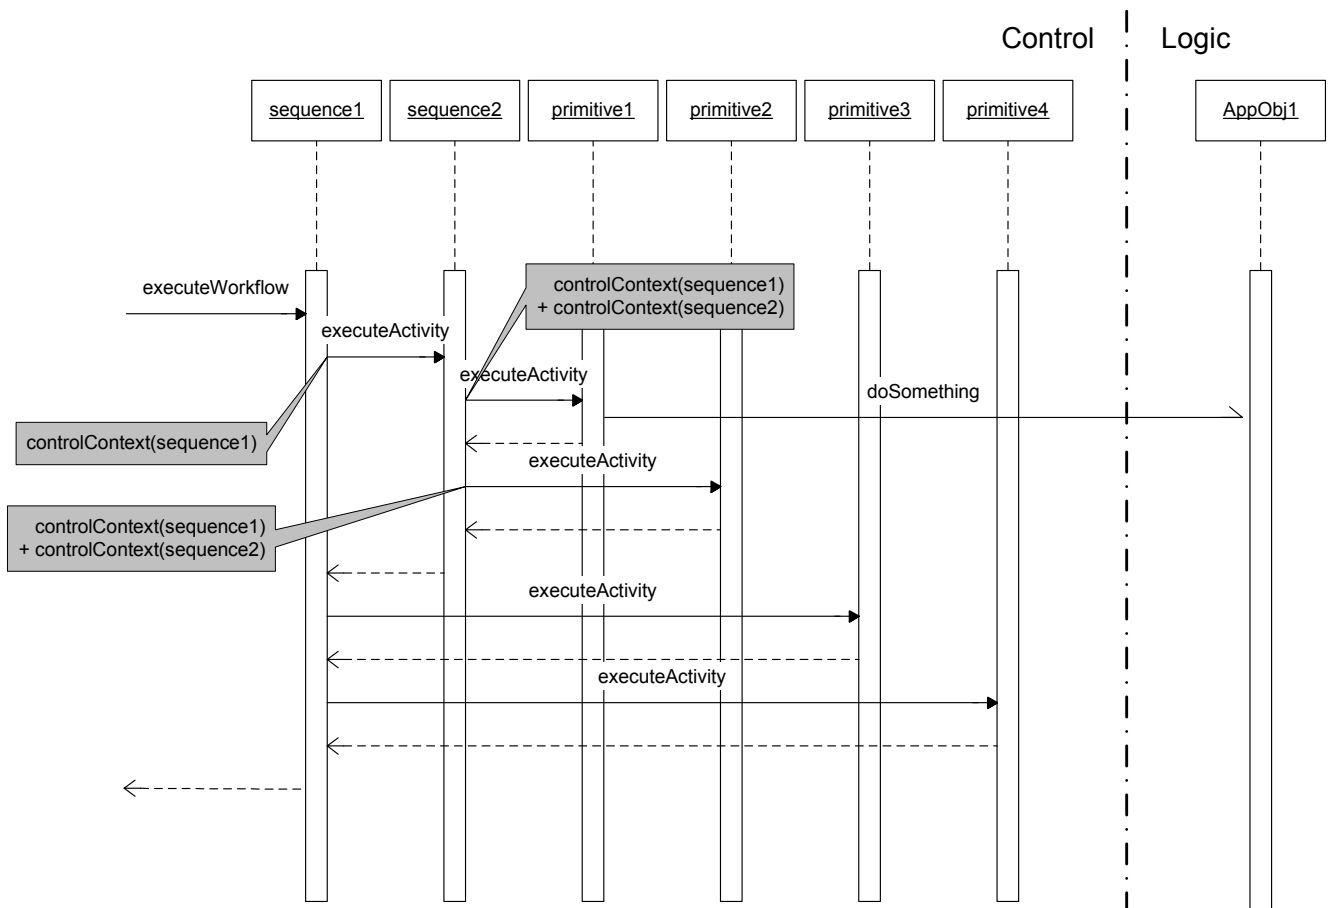 Control
Logic
sequence1
sequence2
primitive1
primitive2
primitive3
primitive4
AppObj1
controlContext(sequence1)
+ controlContext(sequence2)
executeWorkflow
executeActivity
executeActivity
doSomething
controlContext(sequence1)
executeActivity
controlContext(sequence1)
+ controlContext(sequence2)
executeActivity
executeActivity